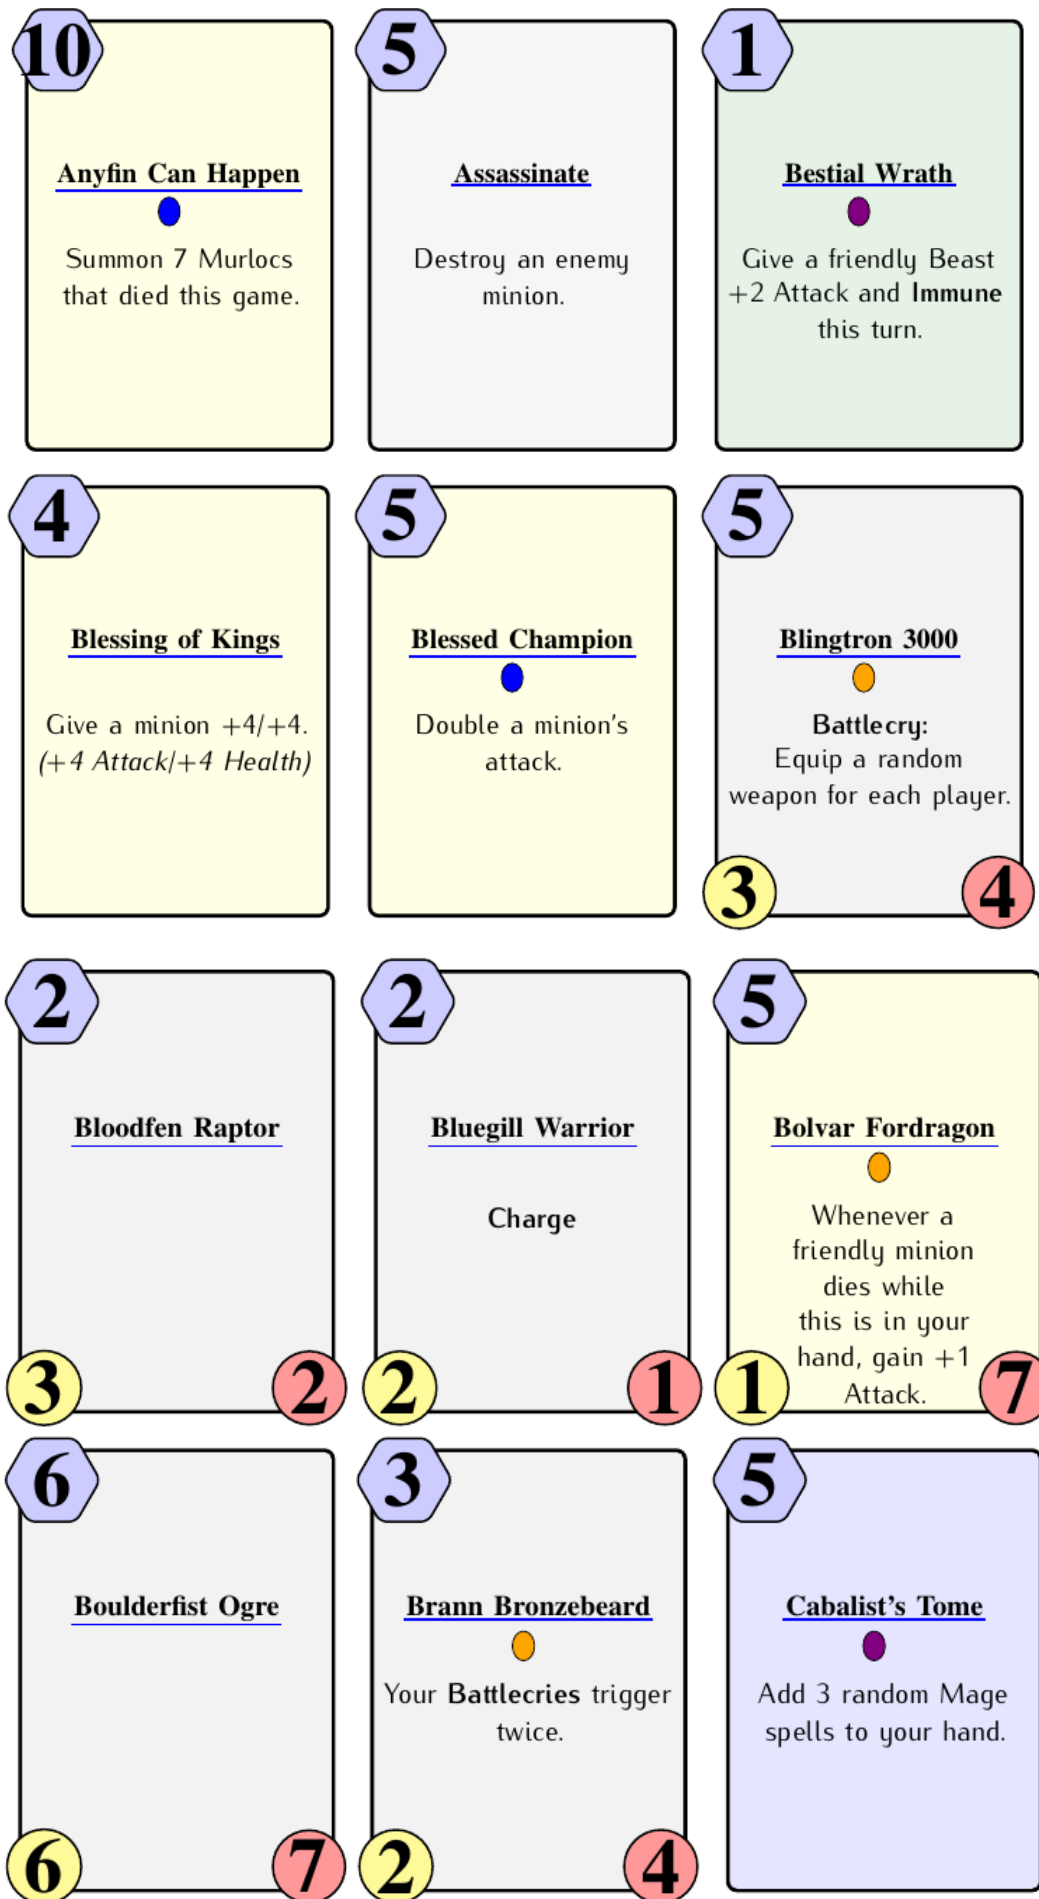 10
Anyfin Can Happen
Summon 7 Murlocs
that died this game.
5
Assassinate
Destroy an enemy
minion.
1
Bestial Wrath
Give a friendly Beast
+2 Attack and Immune
this turn.
4
Blessing of Kings
Give a minion +4/+4.
(+4 Attack/+4 Health)
5
Blessed Champion
Double a minion's
attack.
5
Blingtron 3000
Battlecry:
Equip a random
weapon for each player.
3
4
2
Bloodfen Raptor
3
2
2
Bluegill Warrior
Charge
2
1
5
Bolvar Fordragon
Whenever a
friendly minion
dies while
this is in your
hand, gain +1
Attack.
1
7
6
Boulderfist Ogre
6
7
3
Brann Bronzebeard
Your Battlecries trigger
twice.
2
4
5
Cabalist's Tome
Add 3 random Mage
spells to your hand.